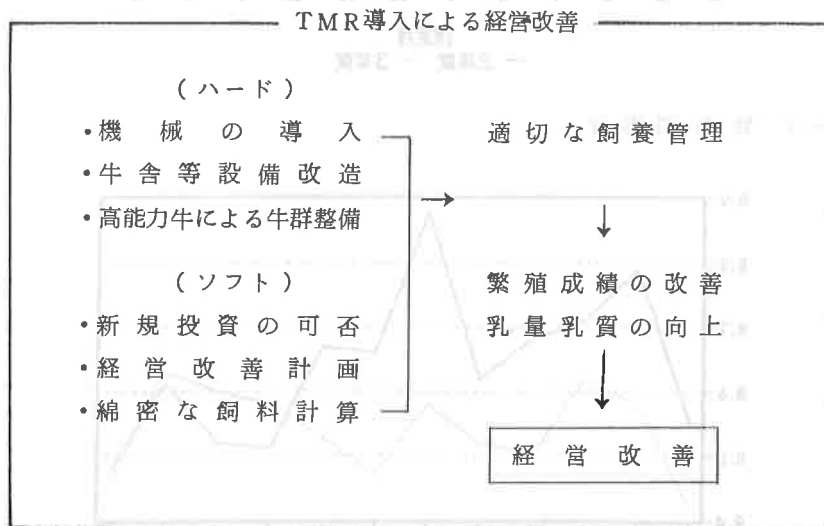 TMR導入による経営改善
(ハード)
・機械の導入
・牛舎等設備改造
・高能力牛による牛群整備
(ソフト)
・新規投資の可否
・経営改善計画
・綿密な飼料計算
適切な飼養管理
繁殖成績の改善
乳量乳質の向上
経営改善